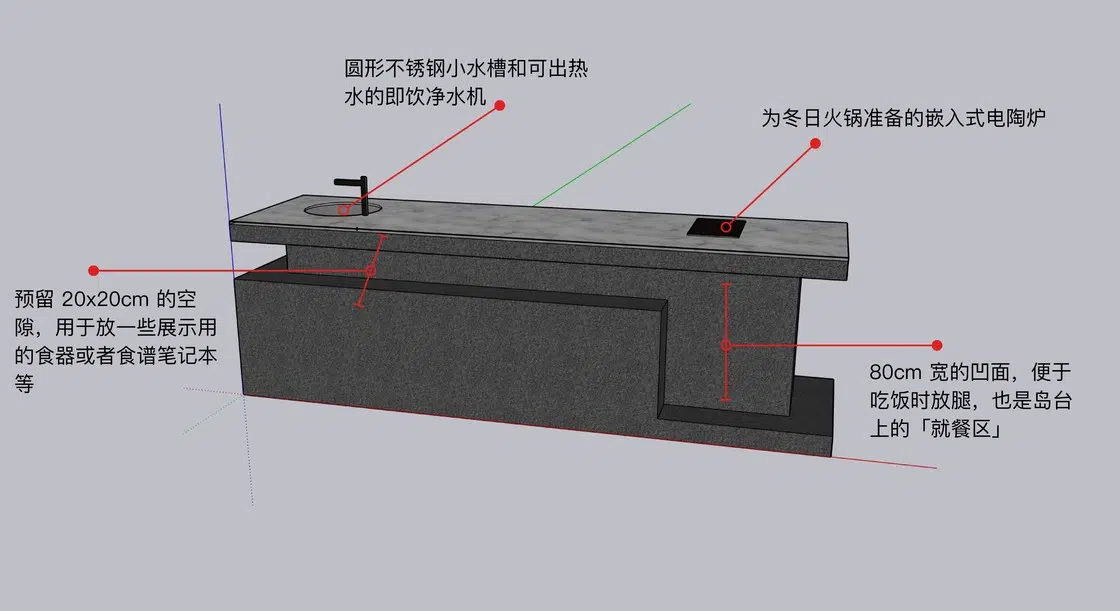 圆形不锈钢小水槽和可出热
水的即饮净水机
为冬日火锅准备的嵌入式电陶炉
预留 20x20cm 的空
隙，用于放一些展示用
的食器或者食谱笔记本
等
80cm 宽的凹面，便于
吃饭时放腿，也是岛台
上的「就餐区」